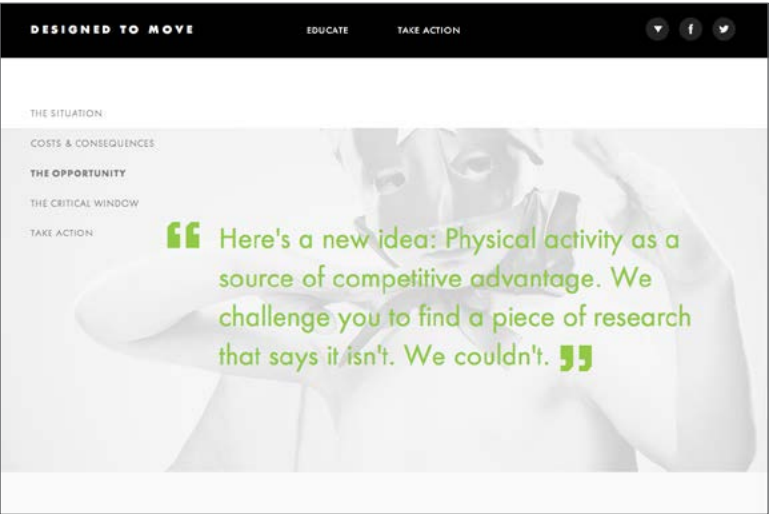 DESIGNED TO MOVE
EDUCATE
TAKE ACTION
THE SITUATION
COSTS & CONSEQUENCES
THE OPPORTUNITY
THE CRITICAL WINDOW
TAKE ACTION
“ Here's a new idea: Physical activity as a
source of competitive advantage. We
challenge you to find a piece of research
that says it isn't. We couldn't. ”